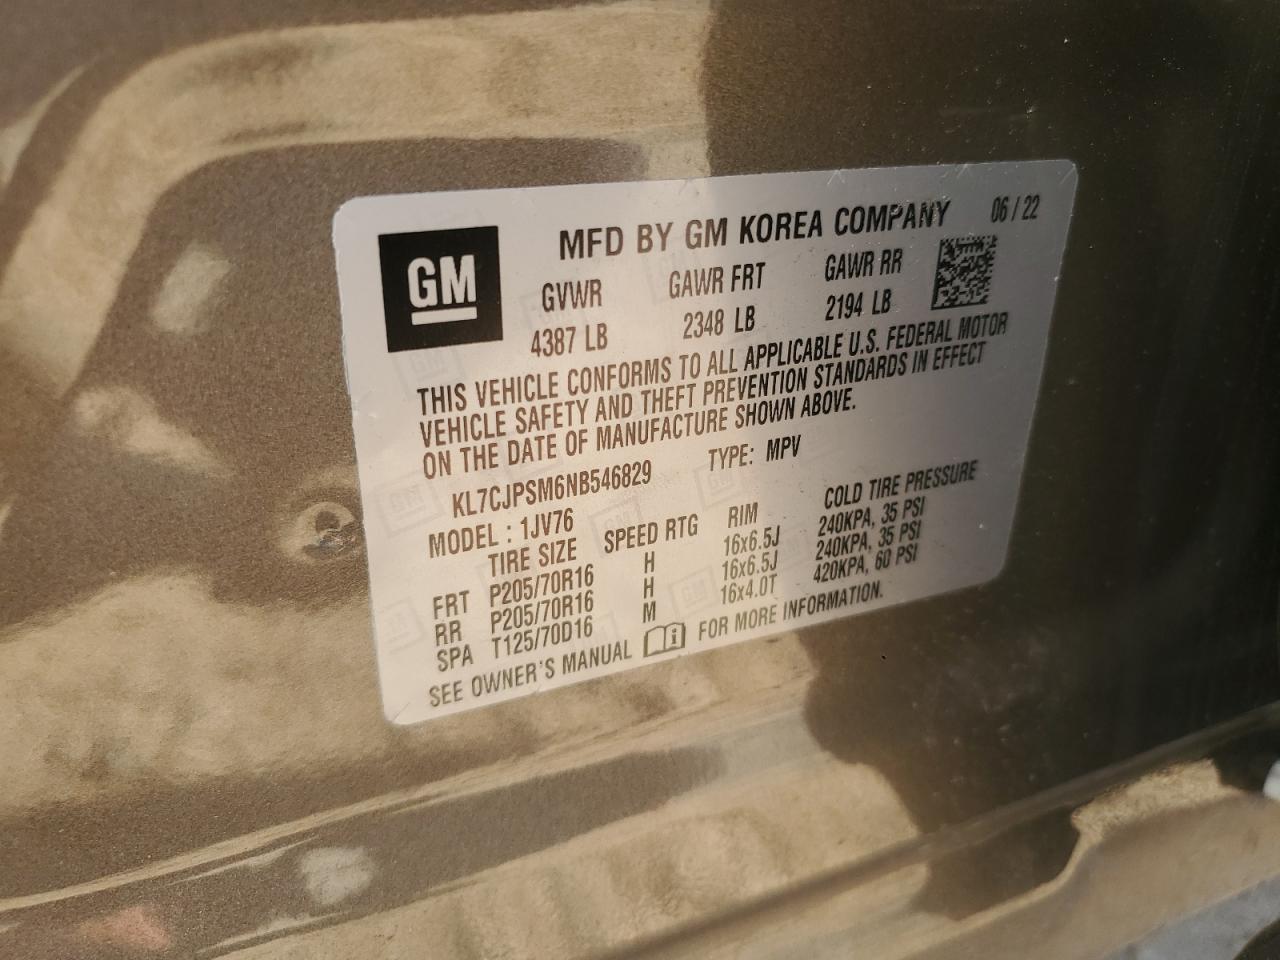 GM
MFD BY GM KOREA COMPANY 06 / 22
GVWR GAWR FRT GAWR RR
4387 LB 2348 LB 2194 LB
THIS VEHICLE CONFORMS TO ALL APPLICABLE U.S. FEDERAL MOTOR
VEHICLE SAFETY AND THEFT PREVENTION STANDARDS IN EFFECT
ON THE DATE OF MANUFACTURE SHOWN ABOVE.
KL7CJPSM6NB546829 TYPE: MPV
MODEL : 1JV76
TIRE SIZE SPEED RTG RIM COLD TIRE PRESSURE
FRT P205/70R16 H 16x6.5J 240KPA, 35 PSI
RR P205/70R16 H 16x6.5J 240KPA, 35 PSI
SPA T125/70D16 M 16x4.0T 420KPA, 60 PSI
SEE OWNER'S MANUAL FOR MORE INFORMATION.